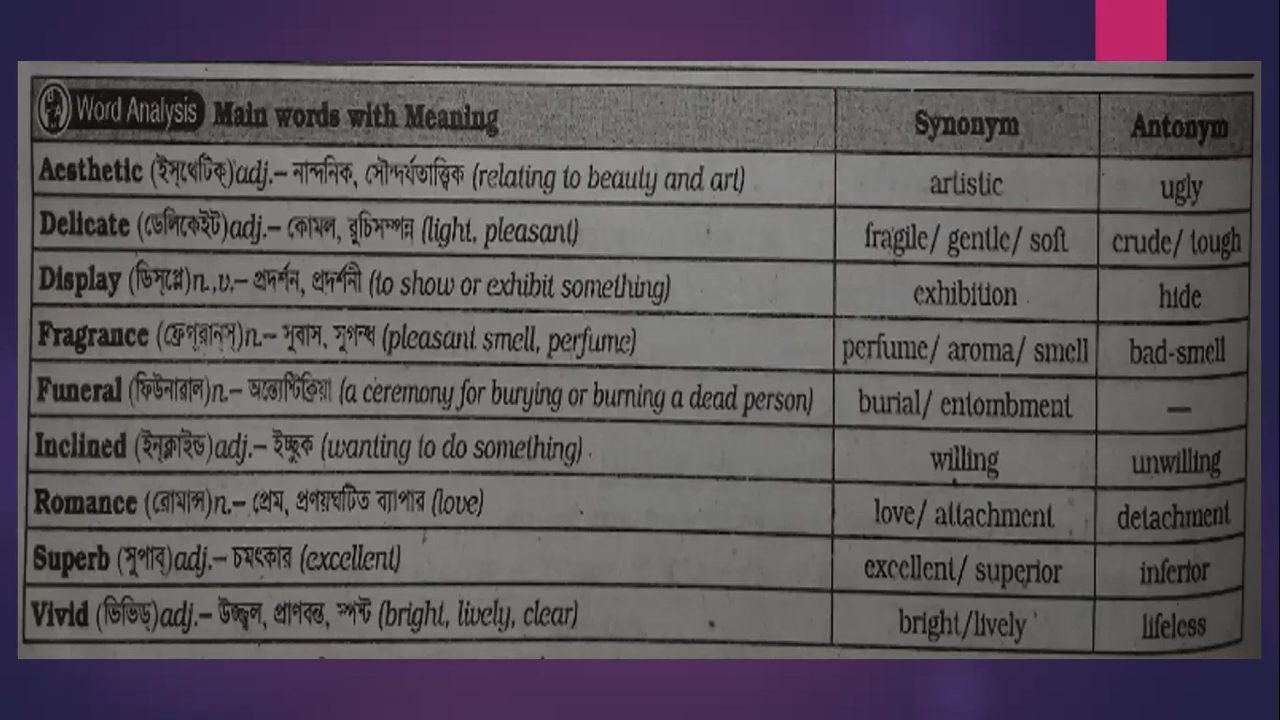 Word Analysis Main words with Meaning Synonym Antonym
Aesthetic (ইস্থেটিক্) adj.– নান্দনিক, সৌন্দর্যতাত্ত্বিক (relating to beauty and art) artistic ugly
Delicate (ডেলিকেইট) adj.– কোমল, রুচিসম্পন্ন (light, pleasant) fragile/ gentle/ soft crude/ tough
Display (ডিস্প্লে) n.,v.– প্রদর্শন, প্রদর্শনী (to show or exhibit something) exhibition hide
Fragrance (ফ্রেগ্রান্স্) n.– সুবাস, সুগন্ধ (pleasant smell, perfume) perfume/ aroma/ smell bad-smell
Funeral (ফিউনারাল) n.– অন্ত্যেষ্টিক্রিয়া (a ceremony for burying or burning a dead person) burial/ entombment —
Inclined (ইন্ক্লাইন্ড) adj.– ইচ্ছুক (wanting to do something) willing unwilling
Romance (রোমান্স) n.– প্রেম, প্রণয়ঘটিত ব্যাপার (love) love/ attachment detachment
Superb (সুপার্ব) adj.– চমৎকার (excellent) excellent/ superior inferior
Vivid (ভিভিড্) adj.– উজ্জ্বল, প্রাণবন্ত, স্পষ্ট (bright, lively, clear) bright/lively lifeless